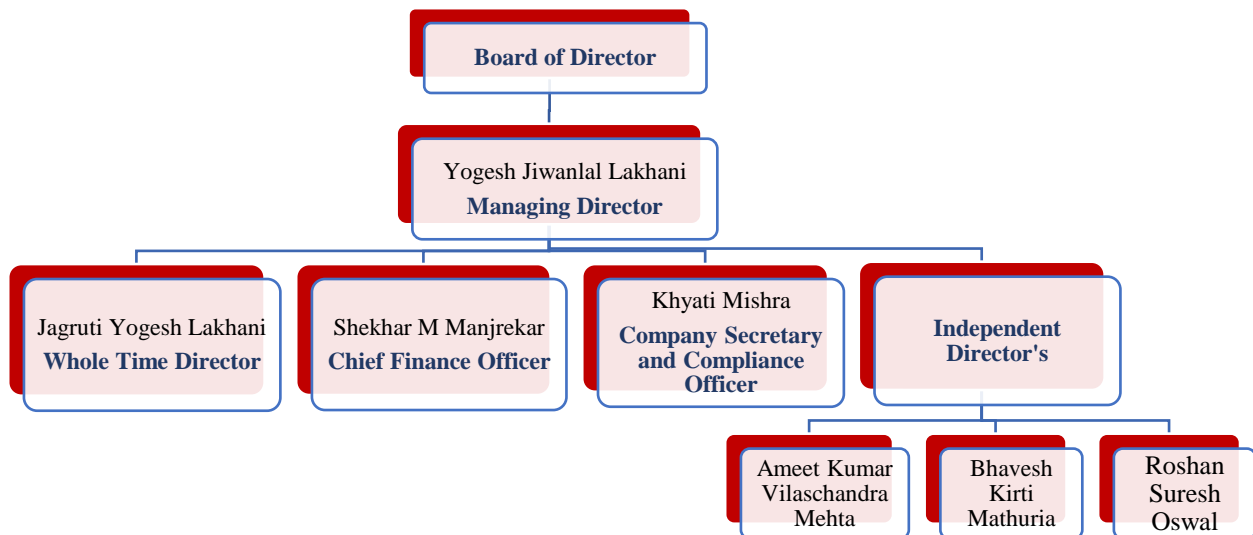 Board of Director
Yogesh Jiwanlal Lakhani
Managing Director
Jagruti Yogesh Lakhani
Whole Time Director
Shekhar M Manjrekar
Chief Finance Officer
Khyati Mishra
Company Secretary
and Compliance
Officer
Independent
Director's
Ameet Kumar
Vilaschandra
Mehta
Bhavesh
Kirti
Mathuria
Roshan
Suresh
Oswal